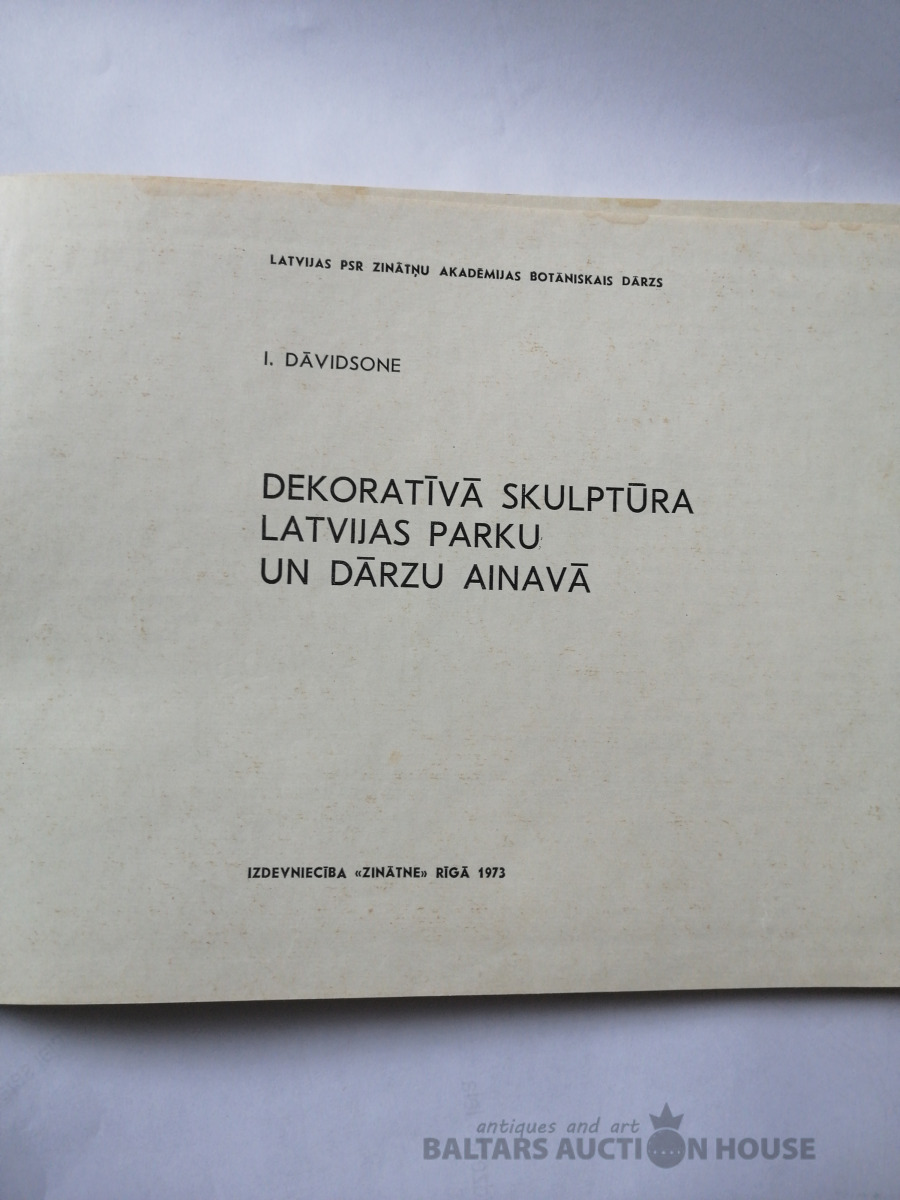 LATVIJAS PSR ZINĀTŅU AKADĒMIJAS BOTĀNISKAIS DĀRZS
I. DĀVIDSONE
DEKORATĪVĀ SKULPTŪRA
LATVIJAS PARKU
UN DĀRZU AINAVĀ
IZDEVNIECĪBA «ZINĀTNE» RĪGĀ 1973
antiques and art
BALTARS AUCTION HOUSE